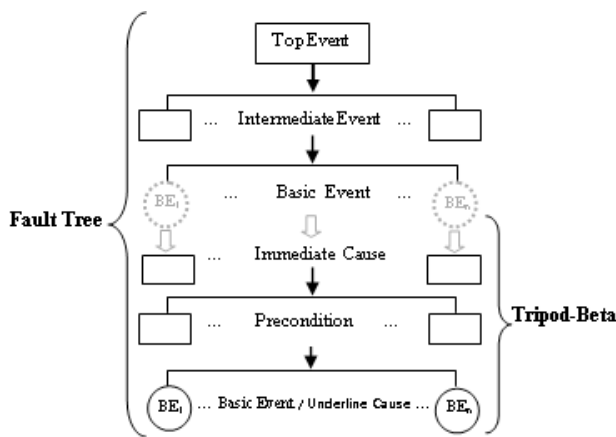 Top Event
... Intermediate Event ...
BE1 ... Basic Event ... BEn
Fault Tree
... Immediate Cause ...
Tripod-Beta
... Precondition ...
BE1 ... Basic Event / Underline Cause ... BEn